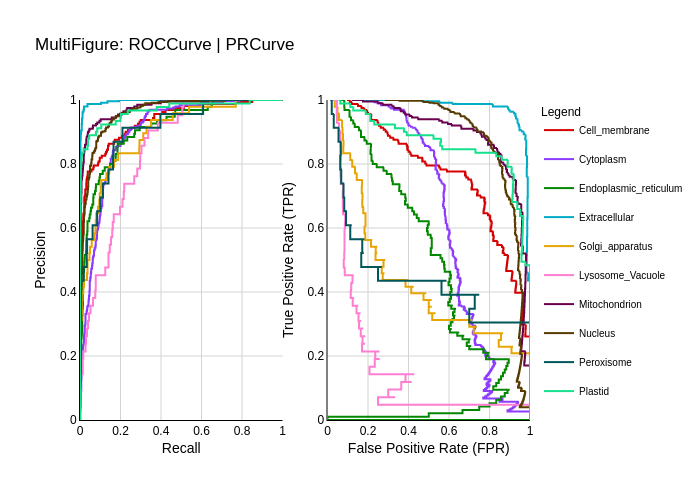 MultiFigure: ROCCurve | PRCurve
Precision
1
0.8
0.6
0.4
0.2
0
0 0.2 0.4 0.6 0.8 1
Recall
True Positive Rate (TPR)
1
0.8
0.6
0.4
0.2
0
0 0.2 0.4 0.6 0.8 1
False Positive Rate (FPR)
Legend
Cell_membrane
Cytoplasm
Endoplasmic_reticulum
Extracellular
Golgi_apparatus
Lysosome_Vacuole
Mitochondrion
Nucleus
Peroxisome
Plastid